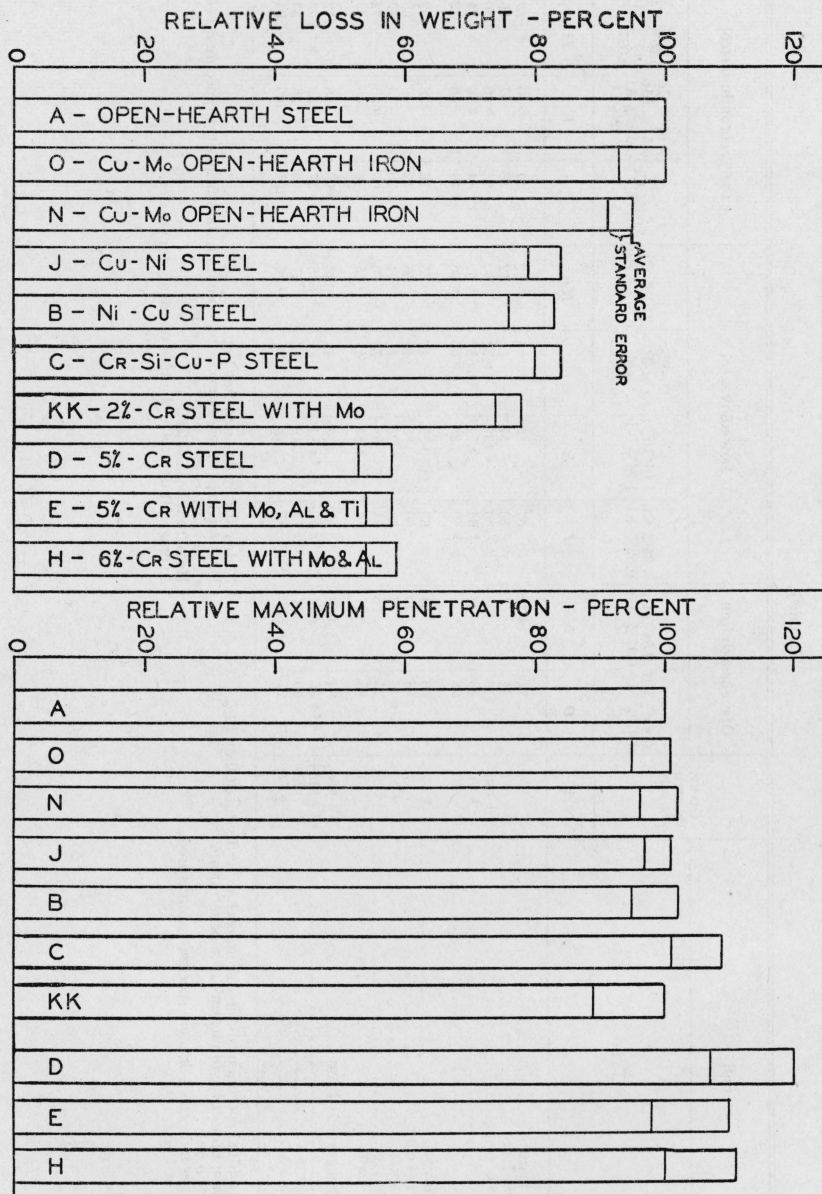 RELATIVE LOSS IN WEIGHT - PERCENT
0 20 40 60 80 100 120
A - OPEN-HEARTH STEEL
O - Cu-Mo OPEN-HEARTH IRON
N - Cu-Mo OPEN-HEARTH IRON
AVERAGE
STANDARD ERROR
J - Cu-Ni STEEL
B - Ni-Cu STEEL
C - CR-Si-Cu-P STEEL
KK - 2%-CR STEEL WITH Mo
D - 5%-CR STEEL
E - 5%-CR WITH Mo, AL & Ti
H - 6%-CR STEEL WITH Mo & AL
RELATIVE MAXIMUM PENETRATION - PERCENT
0 20 40 60 80 100 120
A
O
N
J
B
C
KK
D
E
H